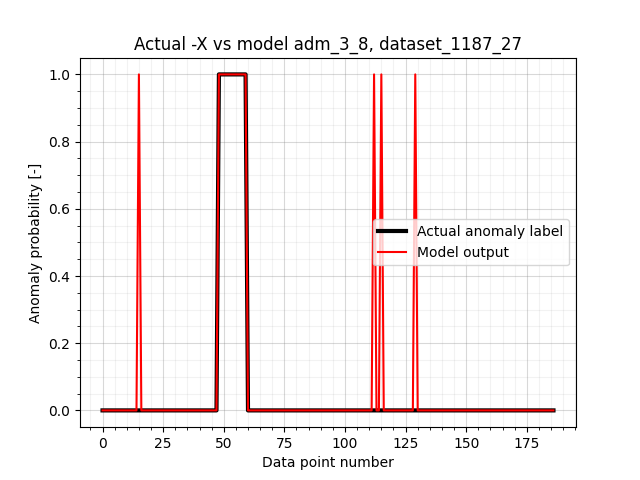 Actual -X vs model adm_3_8, dataset_1187_27
Anomaly probability [-]
1.0
0.8
0.6
0.4
0.2
0.0
Actual anomaly label
Model output
0 25 50 75 100 125 150 175
Data point number